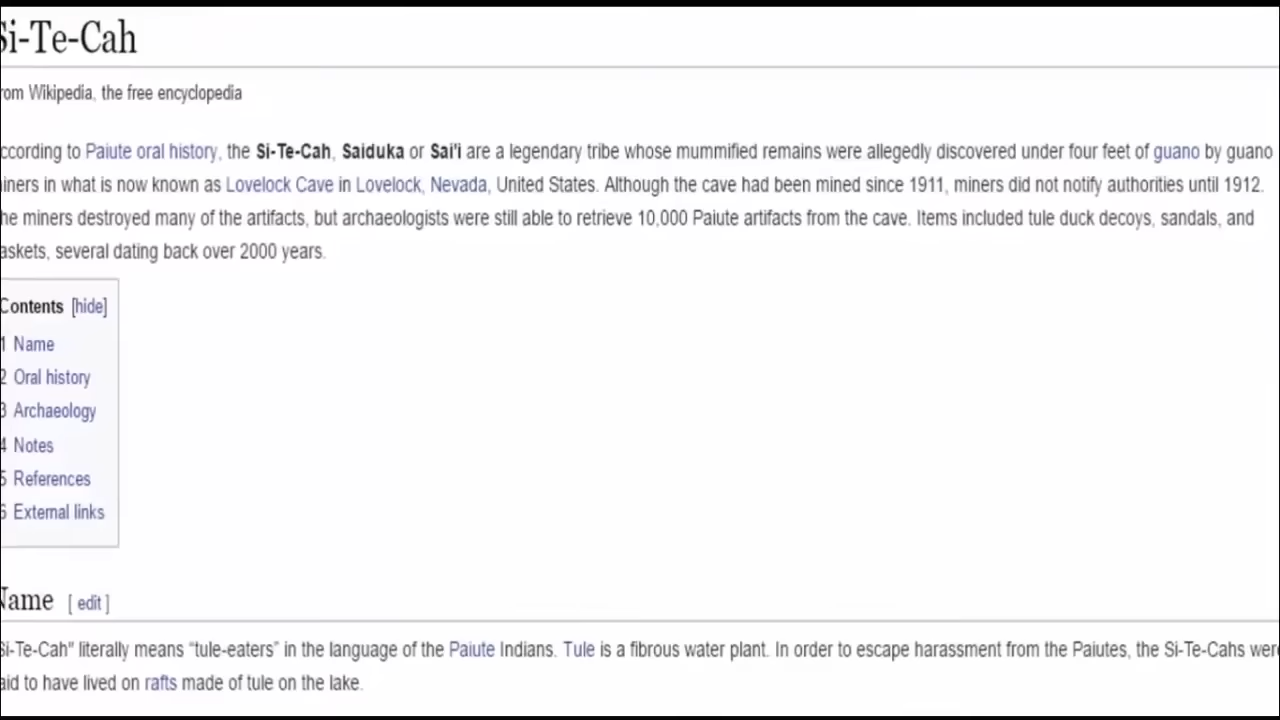 Si-Te-Cah
rom Wikipedia, the free encyclopedia
ccording to Paiute oral history, the Si-Te-Cah, Saiduka or Sai'i are a legendary tribe whose mummified remains were allegedly discovered under four feet of guano by guano
iners in what is now known as Lovelock Cave in Lovelock, Nevada, United States. Although the cave had been mined since 1911, miners did not notify authorities until 1912.
he miners destroyed many of the artifacts, but archaeologists were still able to retrieve 10,000 Paiute artifacts from the cave. Items included tule duck decoys, sandals, and
askets, several dating back over 2000 years.
Contents [hide]
1 Name
2 Oral history
3 Archaeology
4 Notes
5 References
6 External links
Name [ edit ]
Si-Te-Cah" literally means “tule-eaters” in the language of the Paiute Indians. Tule is a fibrous water plant. In order to escape harassment from the Paiutes, the Si-Te-Cahs were
aid to have lived on rafts made of tule on the lake.